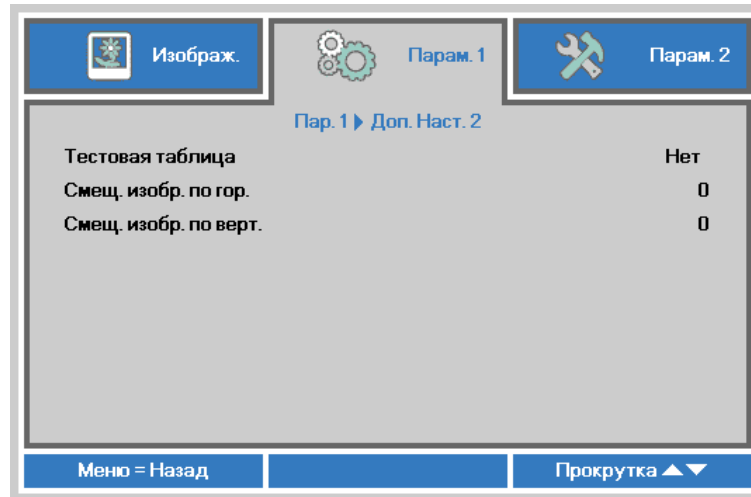 Изображ. Парам. 1 Парам. 2
Пар. 1 ▶ Доп. Наст. 2
Тестовая таблица Нет
Смещ. изобр. по гор. 0
Смещ. изобр. по верт. 0
Меню = Назад Прокрутка ▲▼